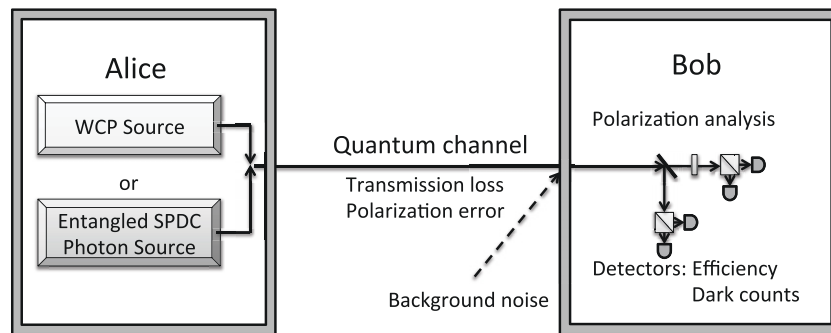 Alice
WCP Source
or
Entangled SPDC
Photon Source
Quantum channel
Transmission loss
Polarization error
Background noise
Bob
Polarization analysis
Detectors: Efficiency
Dark counts